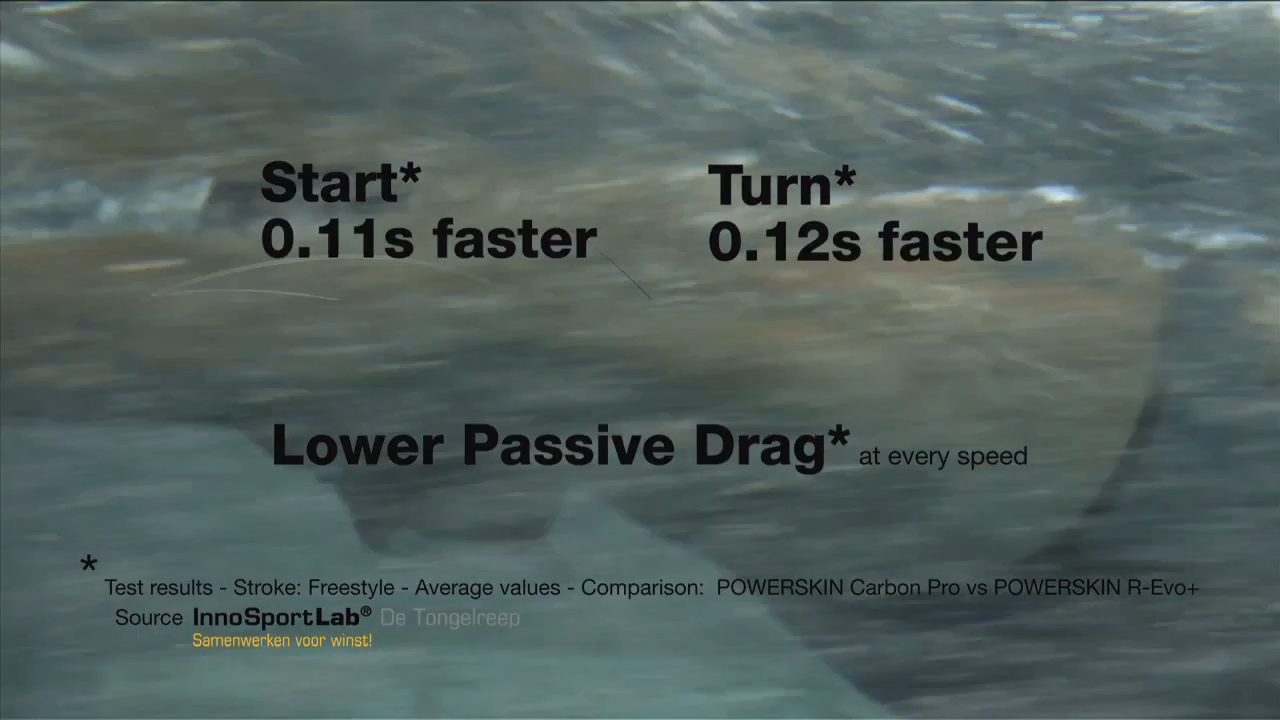 Start*
0.11s faster
Turn*
0.12s faster
Lower Passive Drag* at every speed
*
Test results - Stroke: Freestyle - Average values - Comparison: POWERSKIN Carbon Pro vs POWERSKIN R-Evo+
Source InnoSportLab® De Tongelreep
Samenwerken voor winst!